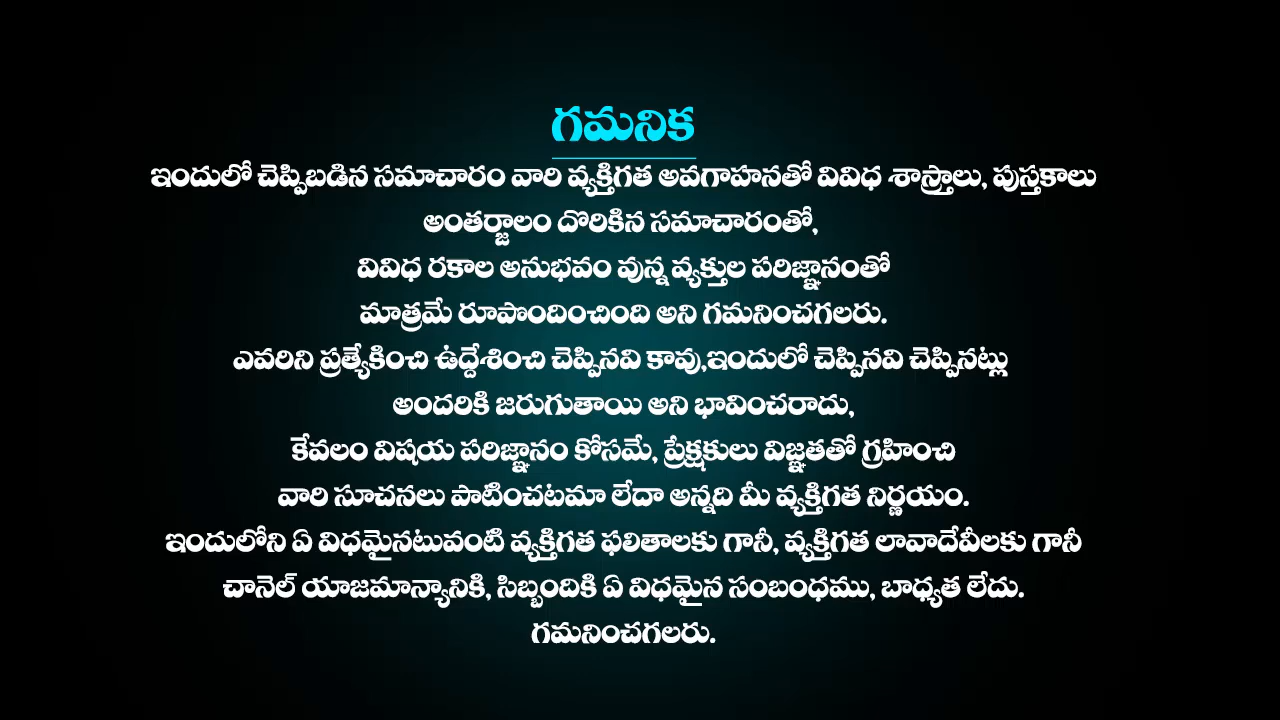 గమనిక
ఇందులో చెప్పిబడిన సమాచారం వారి వ్యక్తిగత అవగాహనతో వివిధ శాస్త్రాలు, పుస్తకాలు
అంతర్జాలం దొరికిన సమాచారంతో,
వివిధ రకాల అనుభవం వున్న వ్యక్తుల పరిజ్ఞానంతో
మాత్రమే రూపొందించింది అని గమనించగలరు.
ఎవరిని ప్రత్యేకించి ఉద్దేశించి చెప్పినవి కావు,ఇందులో చెప్పినవి చెప్పినట్లు
అందరికి జరుగుతాయి అని భావించరాదు,
కేవలం విషయ పరిజ్ఞానం కోసమే, ప్రేక్షకులు విజ్ఞతతో గ్రహించి
వారి సూచనలు పాటించటమా లేదా అన్నది మీ వ్యక్తిగత నిర్ణయం.
ఇందులోని ఏ విధమైనటువంటి వ్యక్తిగత ఫలితాలకు గానీ, వ్యక్తిగత లావాదేవీలకు గానీ
చానెల్ యాజమాన్యానికి, సిబ్బందికి ఏ విధమైన సంబంధము, బాధ్యత లేదు.
గమనించగలరు.